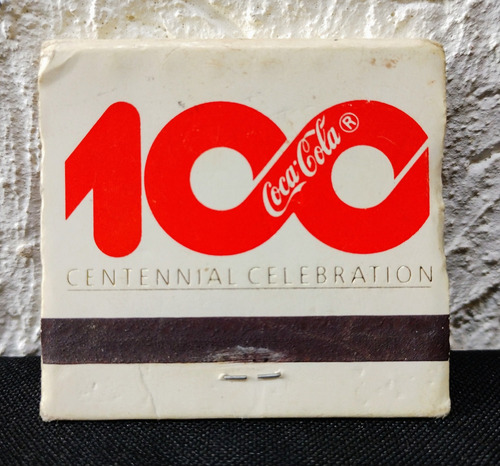 100
Coca-Cola ®
CENTENNIAL CELEBRATION